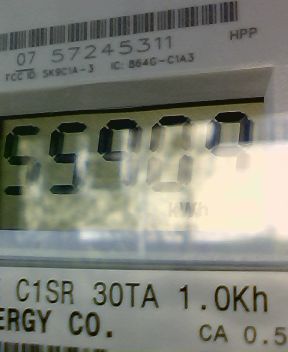 07 57245311
HPP
FCC ID: SK9C1A-3 IC: 864G-C1A3
kWh
C1SR 30TA 1.0Kh
ERGY CO.
CA 0.5